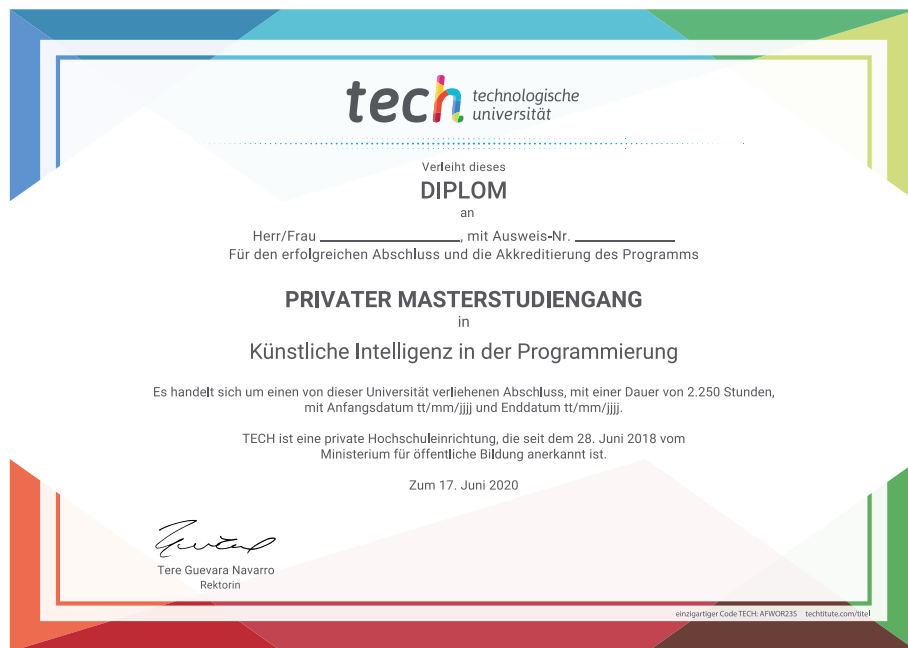 tech technologische
universität
Verleiht dieses
DIPLOM
an
Herr/Frau ____________________, mit Ausweis-Nr. ______________
Für den erfolgreichen Abschluss und die Akkreditierung des Programms
PRIVATER MASTERSTUDIENGANG
in
Künstliche Intelligenz in der Programmierung
Es handelt sich um einen von dieser Universität verliehenen Abschluss, mit einer Dauer von 2.250 Stunden,
mit Anfangsdatum tt/mm/jjjj und Enddatum tt/mm/jjjj.
TECH ist eine private Hochschuleinrichtung, die seit dem 28. Juni 2018 vom
Ministerium für öffentliche Bildung anerkannt ist.
Zum 17. Juni 2020
Tere Guevara Navarro
Rektorin
einzigartiger Code TECH: AFWOR23S techtitute.com/titel